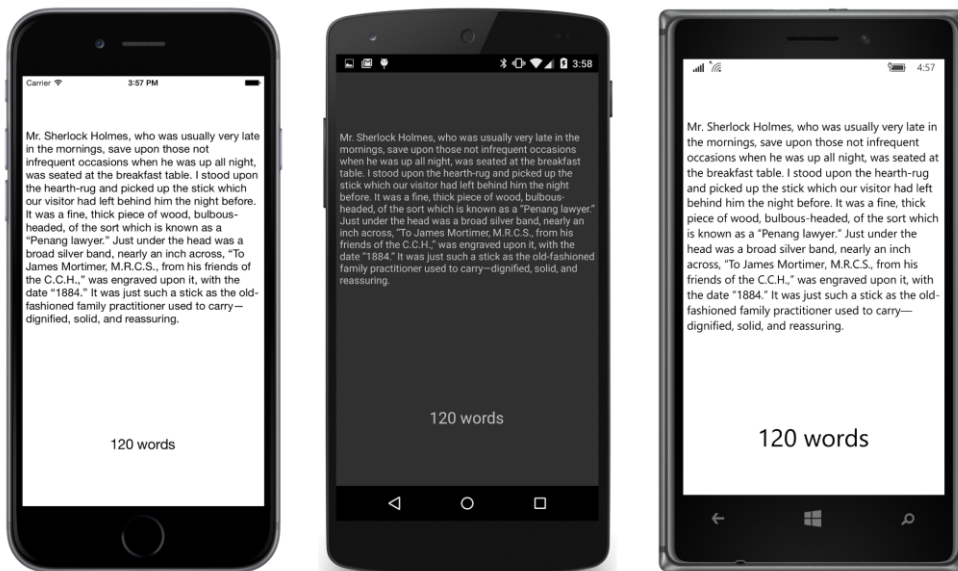 Carrier
3:57 PM
Mr. Sherlock Holmes, who was usually very late
in the mornings, save upon those not
infrequent occasions when he was up all night,
was seated at the breakfast table. I stood upon
the hearth-rug and picked up the stick which
our visitor had left behind him the night before.
It was a fine, thick piece of wood, bulbous-
headed, of the sort which is known as a
“Penang lawyer.” Just under the head was a
broad silver band, nearly an inch across, “To
James Mortimer, M.R.C.S., from his friends of
the C.C.H.,” was engraved upon it, with the
date “1884.” It was just such a stick as the old-
fashioned family practitioner used to carry—
dignified, solid, and reassuring.
120 words
3:58
Mr. Sherlock Holmes, who was usually very late in the
mornings, save upon those not infrequent occasions
when he was up all night, was seated at the breakfast
table. I stood upon the hearth-rug and picked up the
stick which our visitor had left behind him the night
before. It was a fine, thick piece of wood, bulbous-
headed, of the sort which is known as a “Penang lawyer.”
Just under the head was a broad silver band, nearly an
inch across, “To James Mortimer, M.R.C.S., from his
friends of the C.C.H.,” was engraved upon it, with the
date “1884.” It was just such a stick as the old-fashioned
family practitioner used to carry—dignified, solid, and
reassuring.
120 words
4:57
Mr. Sherlock Holmes, who was usually very late in
the mornings, save upon those not infrequent
occasions when he was up all night, was seated at
the breakfast table. I stood upon the hearth-rug
and picked up the stick which our visitor had left
behind him the night before. It was a fine, thick
piece of wood, bulbous-headed, of the sort which
is known as a “Penang lawyer.” Just under the
head was a broad silver band, nearly an inch
across, “To James Mortimer, M.R.C.S., from his
friends of the C.C.H.,” was engraved upon it, with
the date “1884.” It was just such a stick as the old-
fashioned family practitioner used to carry—
dignified, solid, and reassuring.
120 words